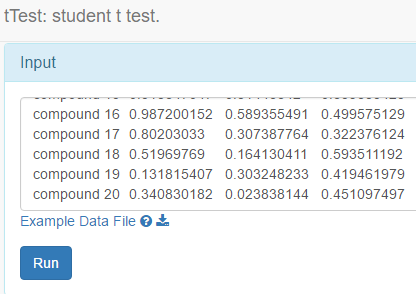 tTest: student t test.
Input
compound 16 0.987200152 0.589355491 0.499575129
compound 17 0.80203033 0.307387764 0.322376124
compound 18 0.51969769 0.164130411 0.593511192
compound 19 0.131815407 0.303248233 0.419461979
compound 20 0.340830182 0.023838144 0.451097497
Example Data File
Run